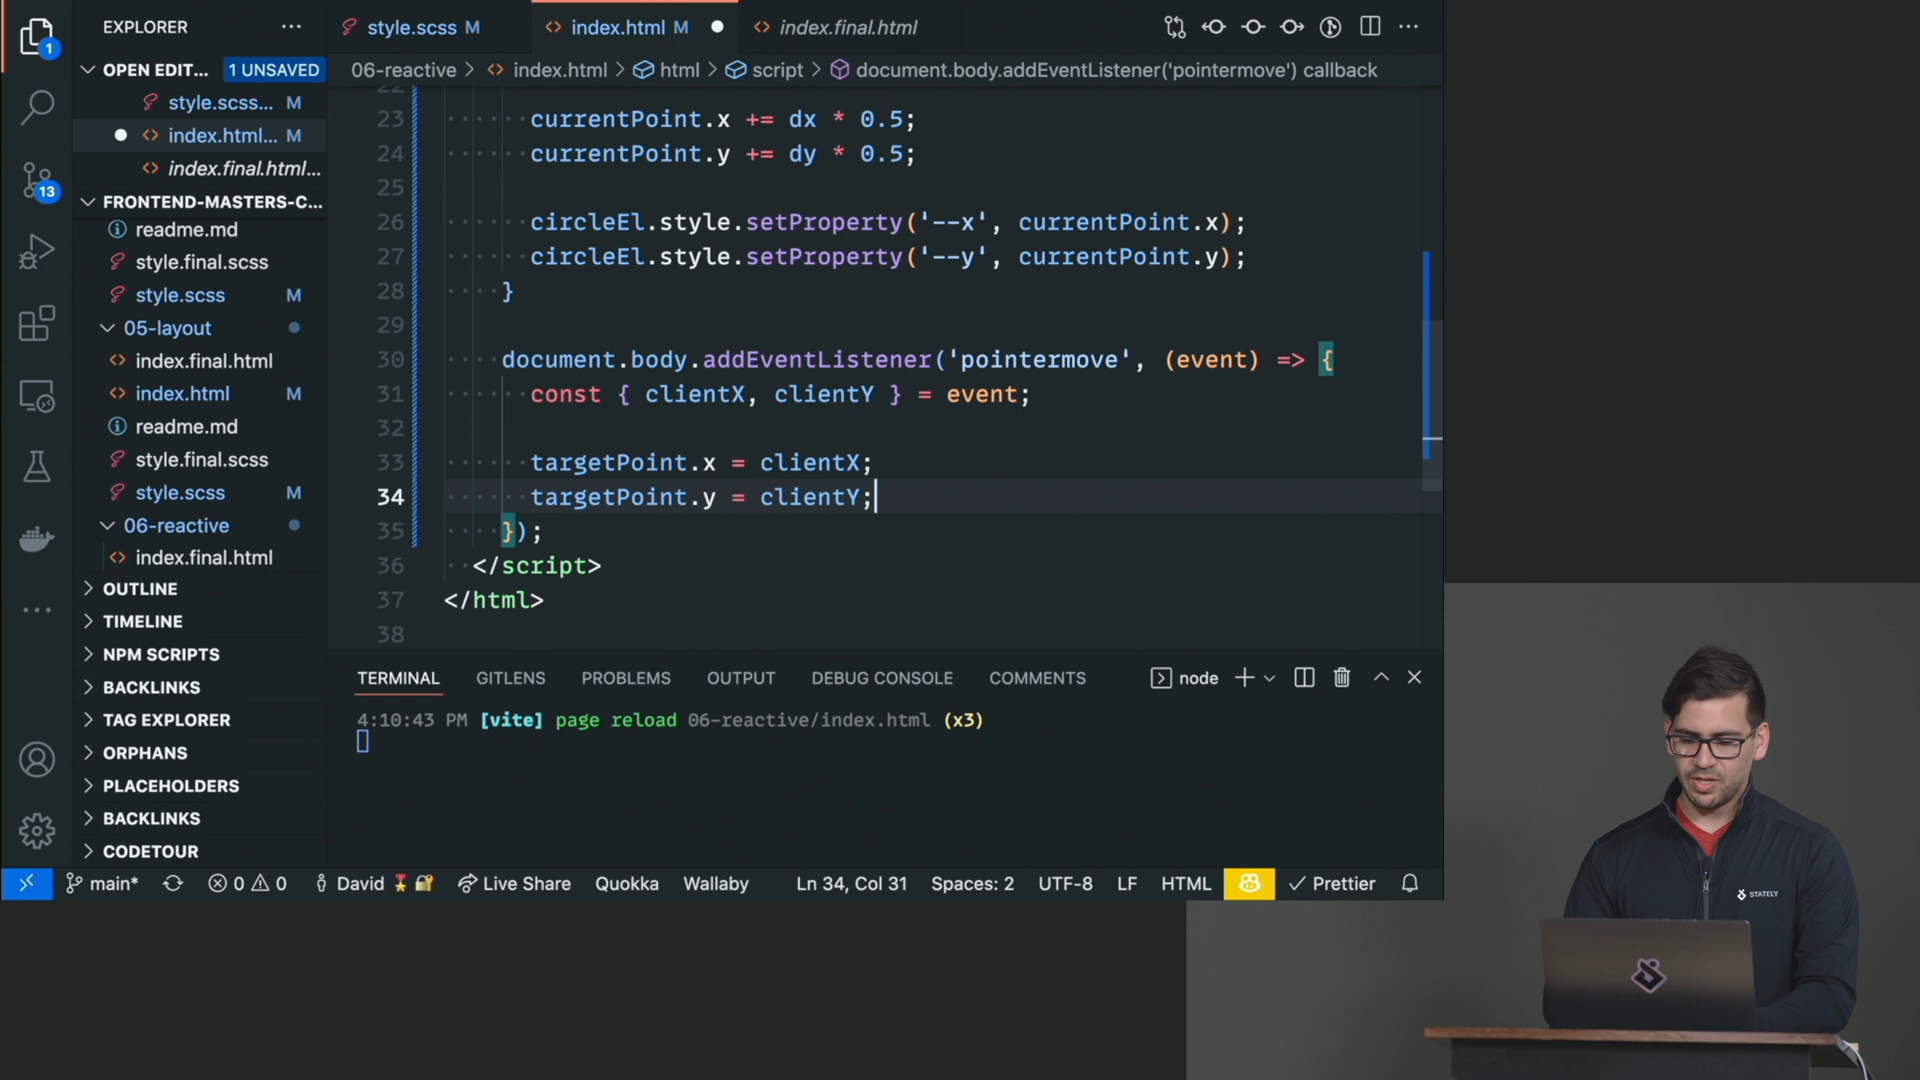 EXPLORER
style.scss M
index.html M
index.final.html
OPEN EDIT... 1 UNSAVED
style.scss... M
index.html... M
index.final.html...
FRONTEND-MASTERS-C...
readme.md
style.final.scss
style.scss M
05-layout
index.final.html
index.html M
readme.md
style.final.scss
style.scss M
06-reactive
index.final.html
OUTLINE
TIMELINE
NPM SCRIPTS
BACKLINKS
TAG EXPLORER
ORPHANS
PLACEHOLDERS
BACKLINKS
CODETOUR
1
13
06-reactive > index.html > html > script > document.body.addEventListener('pointermove') callback
22
23 currentPoint.x += dx * 0.5;
24 currentPoint.y += dy * 0.5;
25
26 circleEl.style.setProperty('--x', currentPoint.x);
27 circleEl.style.setProperty('--y', currentPoint.y);
28 }
29
30 document.body.addEventListener('pointermove', (event) => {
31 const { clientX, clientY } = event;
32
33 targetPoint.x = clientX;
34 targetPoint.y = clientY;
35 });
36 </script>
37 </html>
38
TERMINAL GITLENS PROBLEMS OUTPUT DEBUG CONSOLE COMMENTS node
4:10:43 PM [vite] page reload 06-reactive/index.html (x3)
main* 0 0 David Live Share Quokka Wallaby Ln 34, Col 31 Spaces: 2 UTF-8 LF HTML Prettier
STATELY